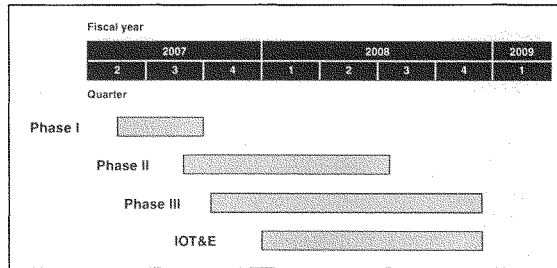 Fiscal year
2007 2008 2009
2 3 4 1 2 3 4 1
Quarter
Phase I
Phase II
Phase III
IOT&E